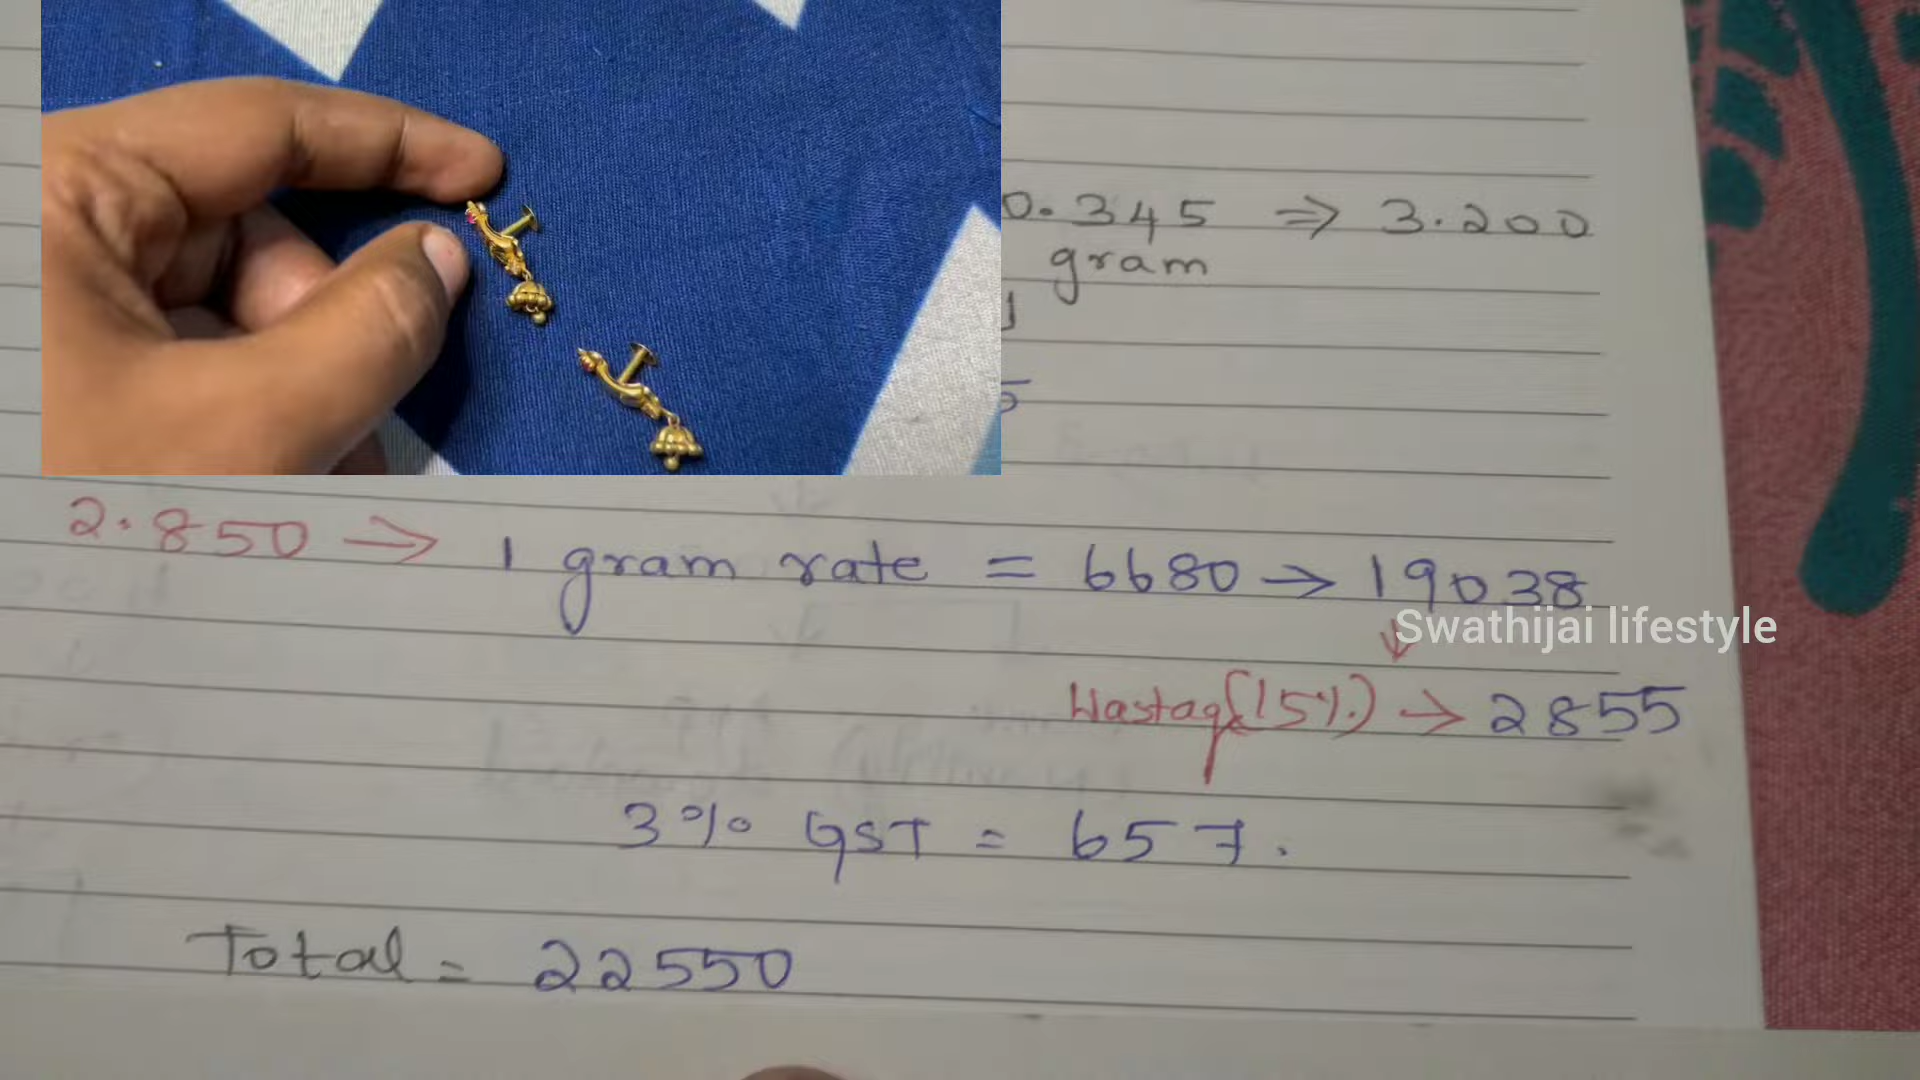 0.345 => 3.200
gram
2.850 → 1 gram rate = 6680 → 19038
Swathijai lifestyle
Wastage(15%) → 2855
3% GST = 657.
Total = 22550